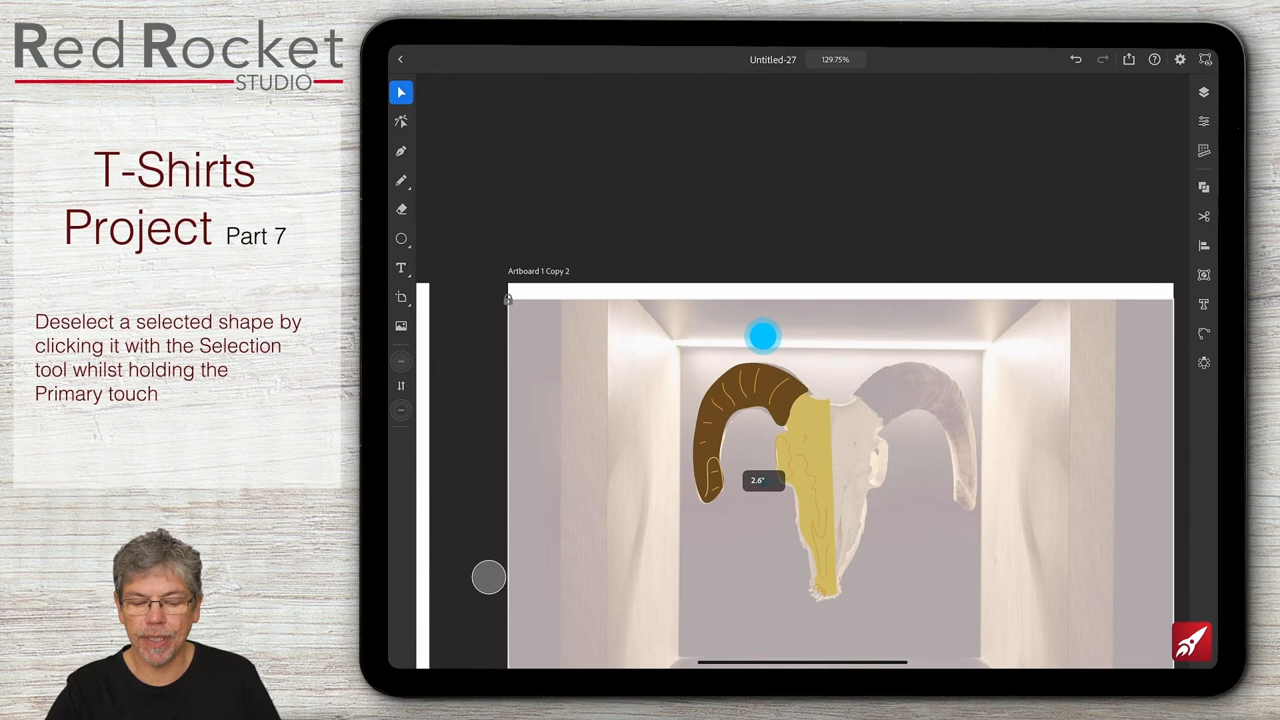 Red Rocket
STUDIO
T-Shirts
Project Part 7
Deselect a selected shape by
clicking it with the Selection
tool whilst holding the
Primary touch
Untitled-27
129.75%
Artboard 1 Copy 2
2.6°